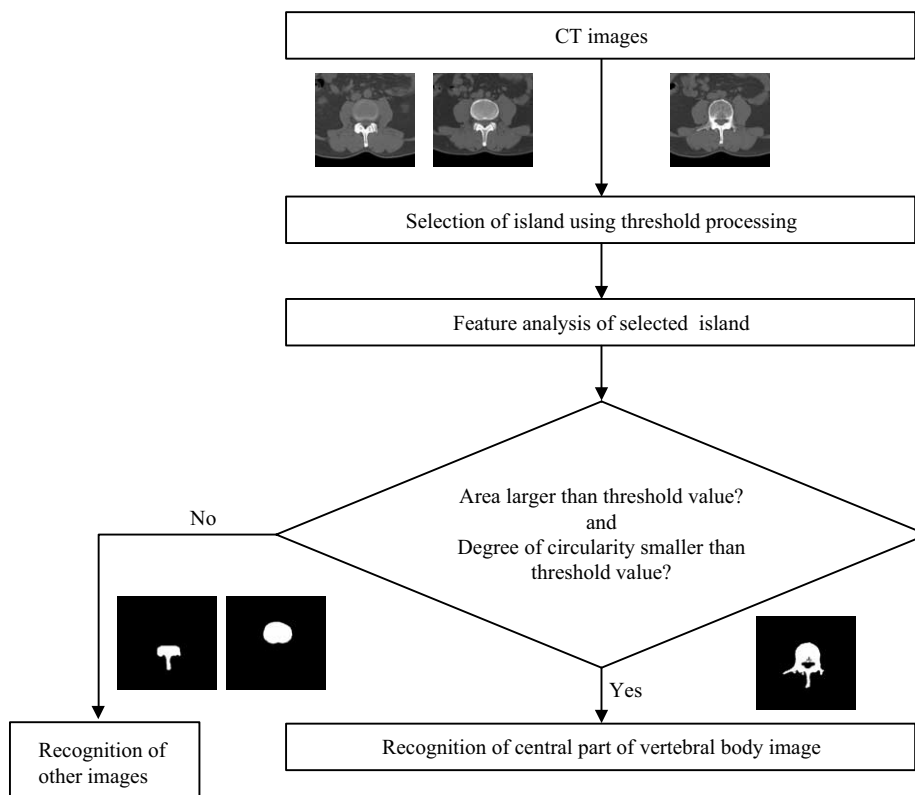 CT images
Selection of island using threshold processing
Feature analysis of selected island
Area larger than threshold value?
and
Degree of circularity smaller than
threshold value?
No
Yes
Recognition of
other images
Recognition of central part of vertebral body image